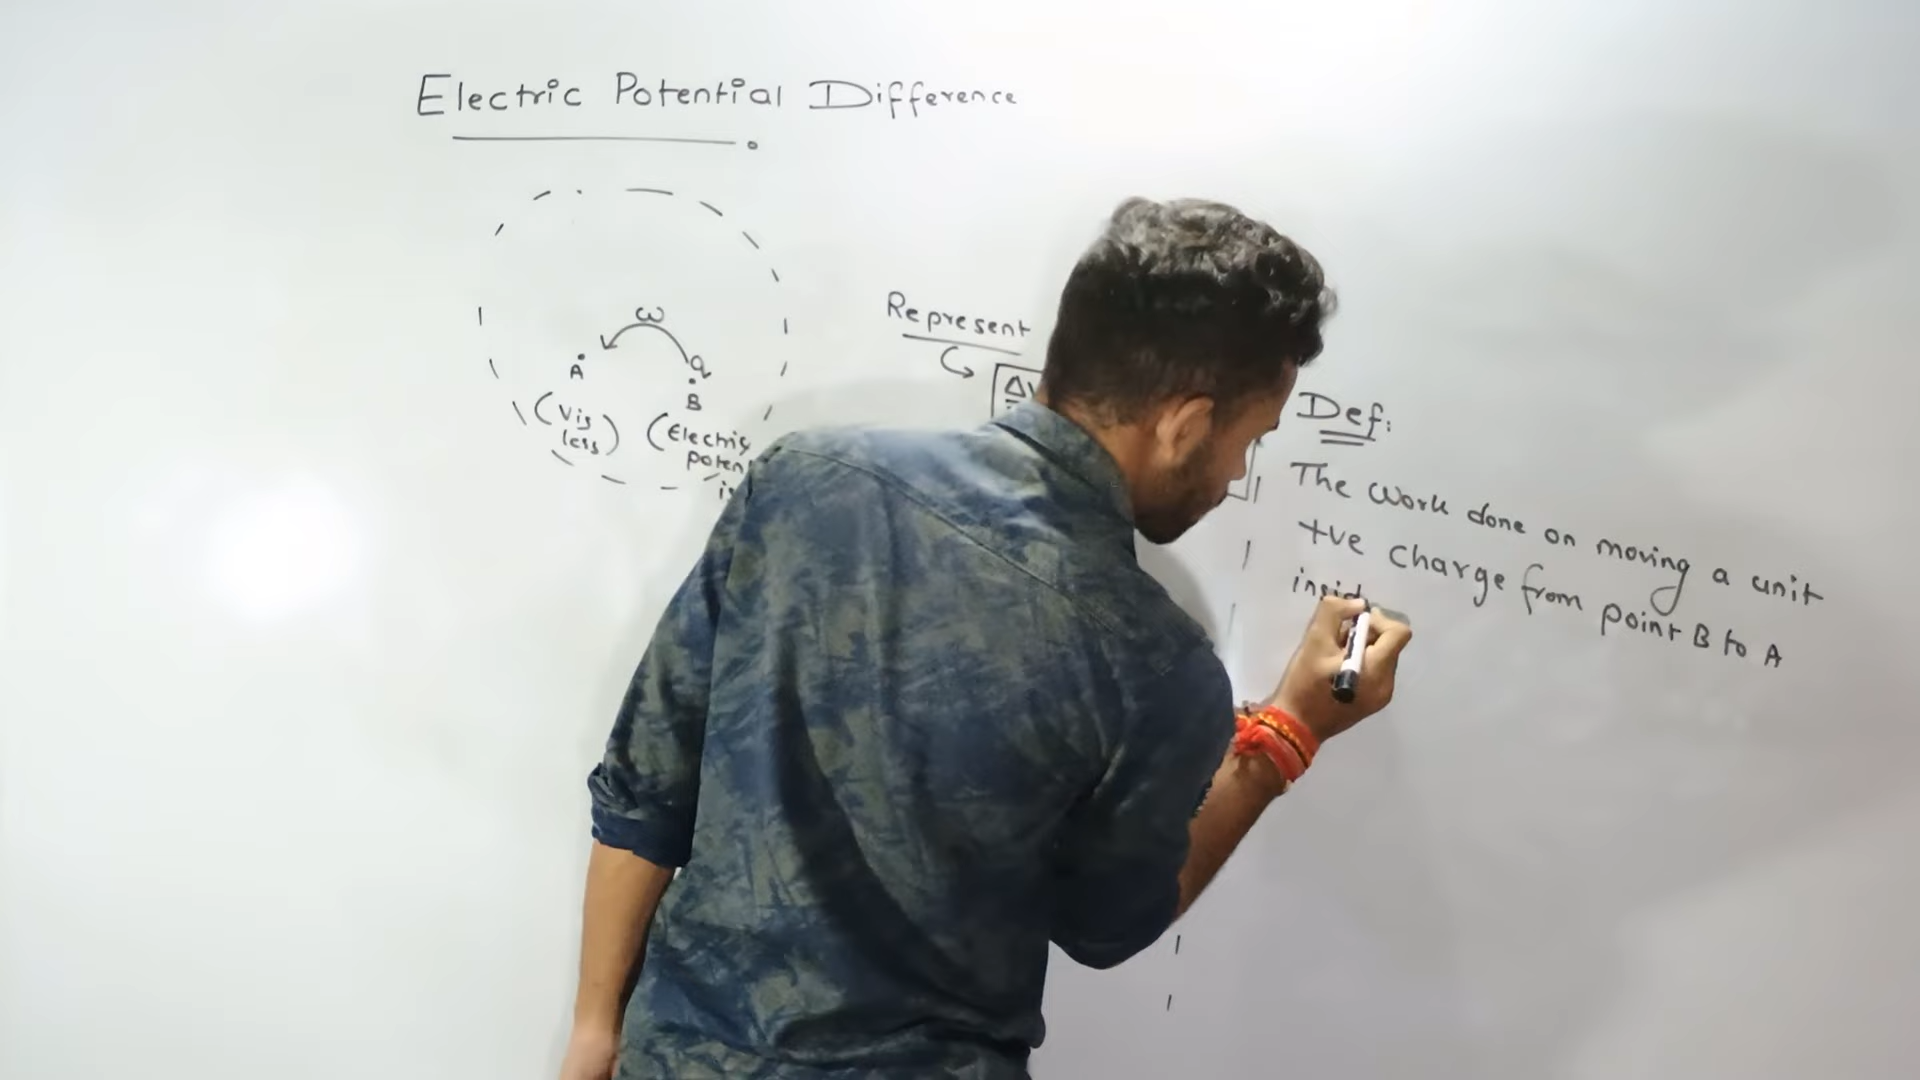 Electric Potential Difference
ω
A
Q
B
(Vis
less)
(Electric
poten
Represent
ΔV
Def:
The Work done on moving a unit
+ve Charge from point B to A
insid